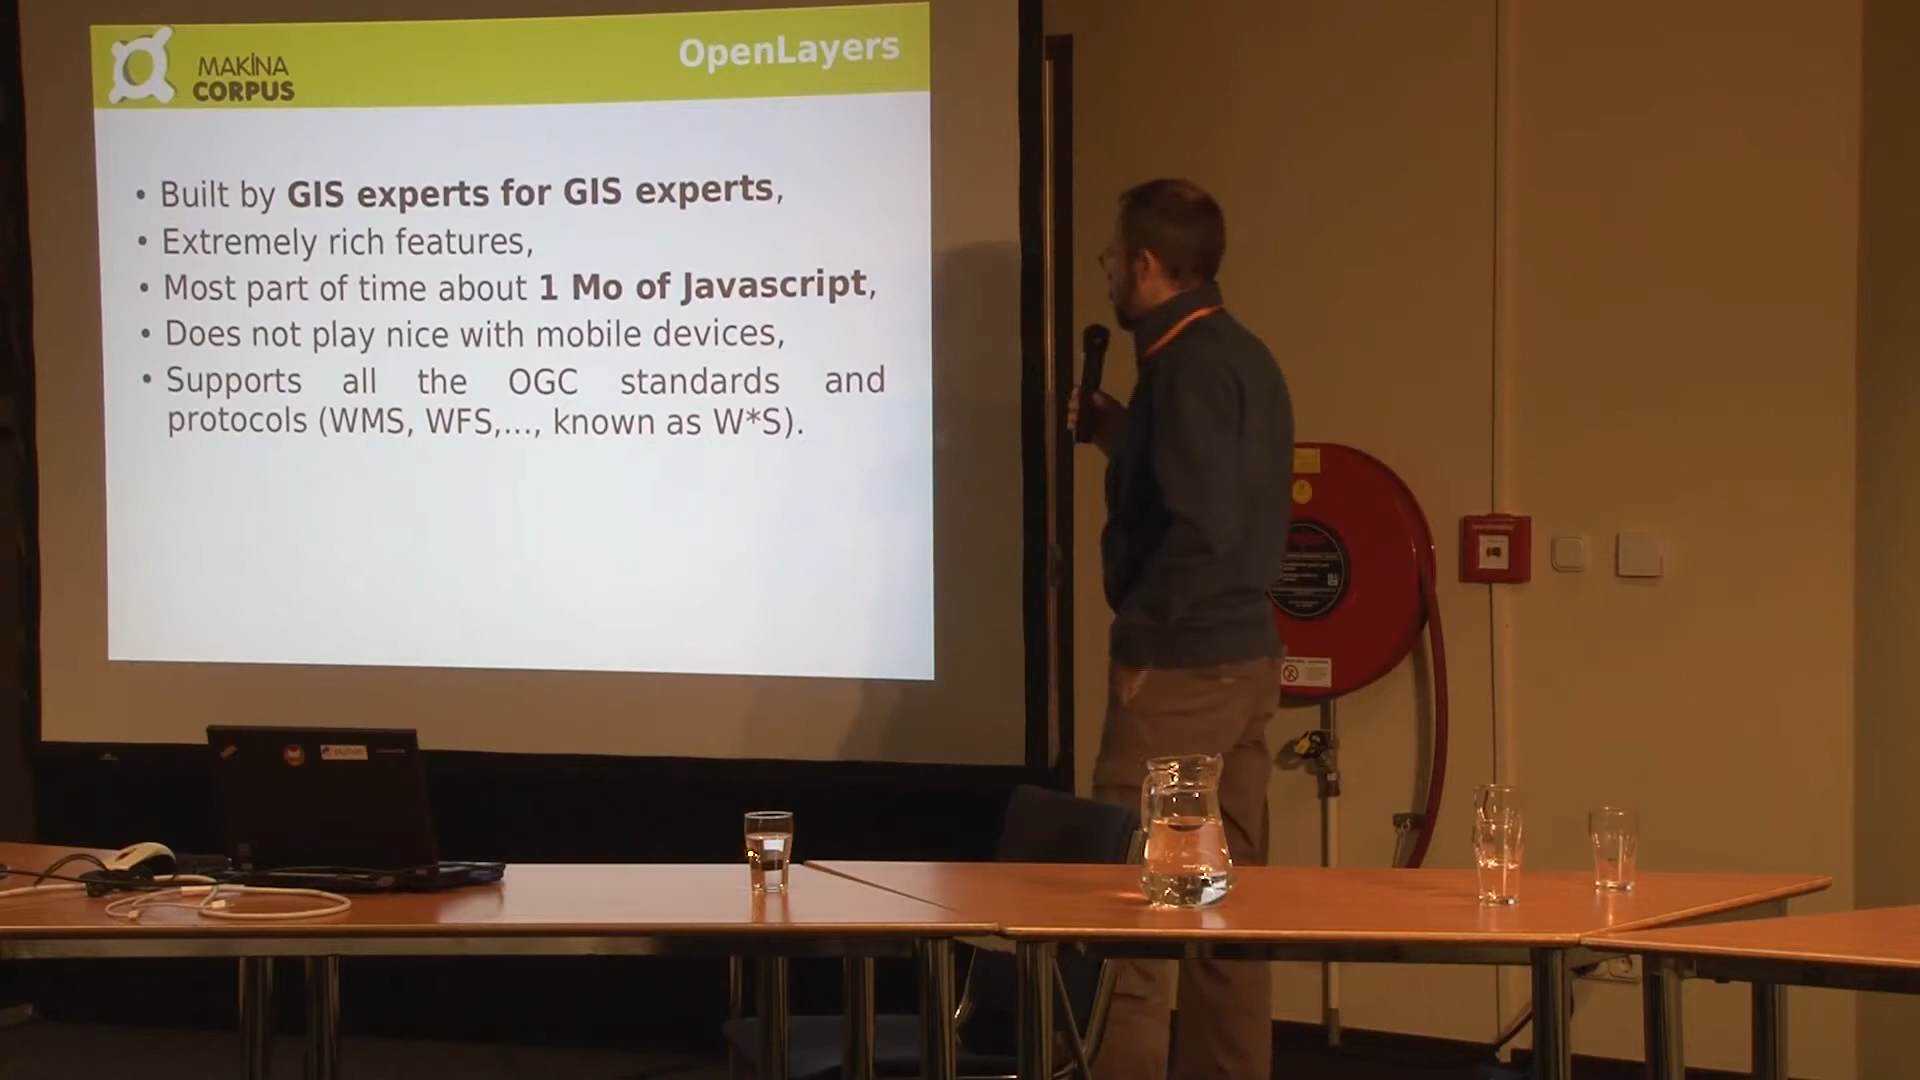 MAKINA
CORPUS
OpenLayers
• Built by GIS experts for GIS experts,
• Extremely rich features,
• Most part of time about 1 Mo of Javascript,
• Does not play nice with mobile devices,
• Supports all the OGC standards and
protocols (WMS, WFS,..., known as W*S).